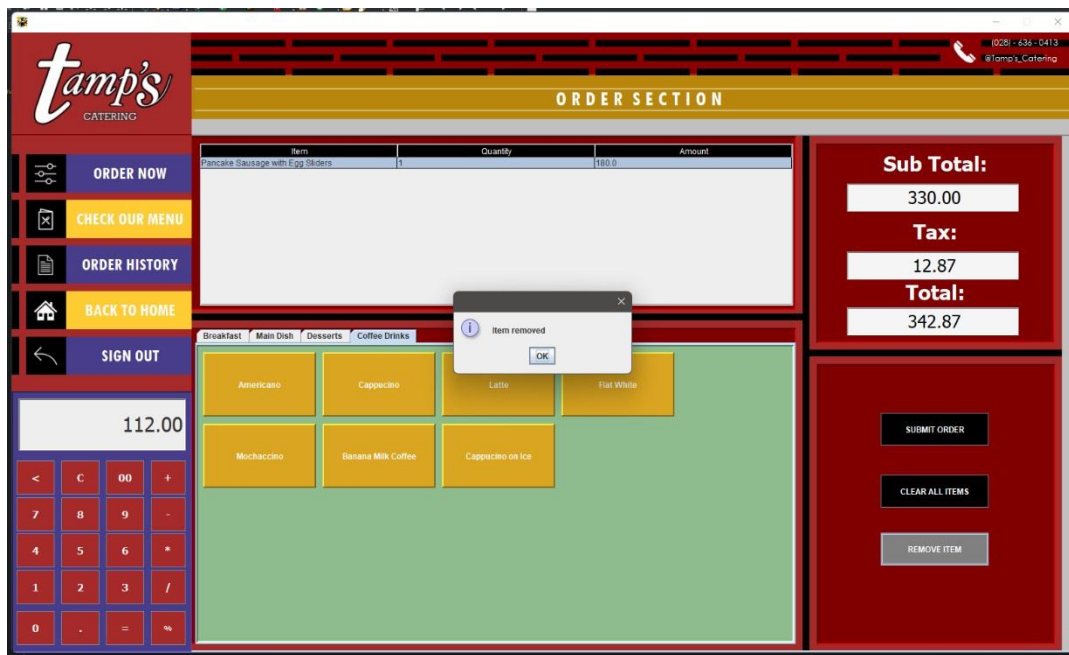 tamp's
CATERING
(028) - 636 - 0413
@Tamp's_Catering
ORDER SECTION
ORDER NOW
CHECK OUR MENU
ORDER HISTORY
BACK TO HOME
SIGN OUT
Item Quantity Amount
Pancake Sausage with Egg Sliders 1 180.0
Sub Total:
330.00
Tax:
12.87
Total:
342.87
Item removed
OK
Breakfast Main Dish Desserts Coffee Drinks
Americano Cappucino Latte Flat White
Mochaccino Banana Milk Coffee Cappucino on Ice
112.00
< C 00 +
7 8 9 -
4 5 6 *
1 2 3 /
0 . = %
SUBMIT ORDER
CLEAR ALL ITEMS
REMOVE ITEM